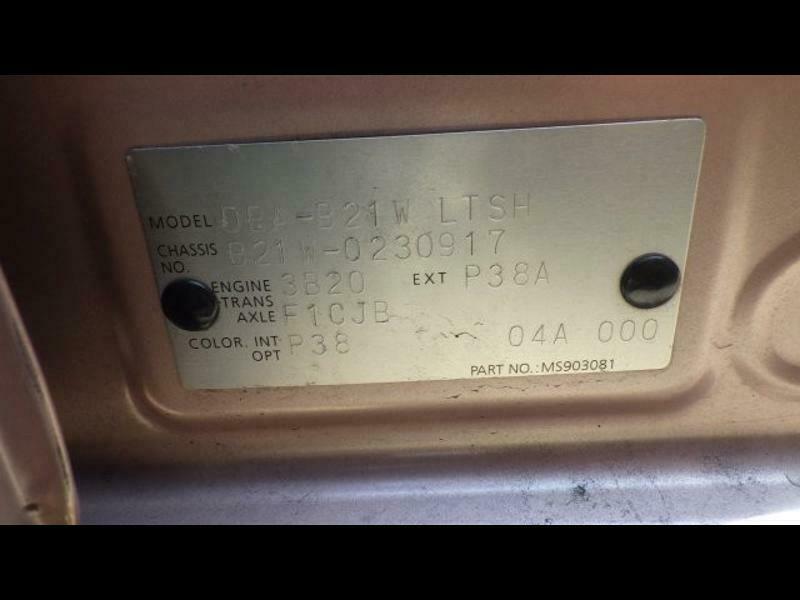 MODEL DBA-B21W LTSH
CHASSIS NO. B21W-0230917
ENGINE 3B20 EXT P38A
TRANS AXLE F1CJB
COLOR. INT OPT P38 04A 000
PART NO.:MS903081